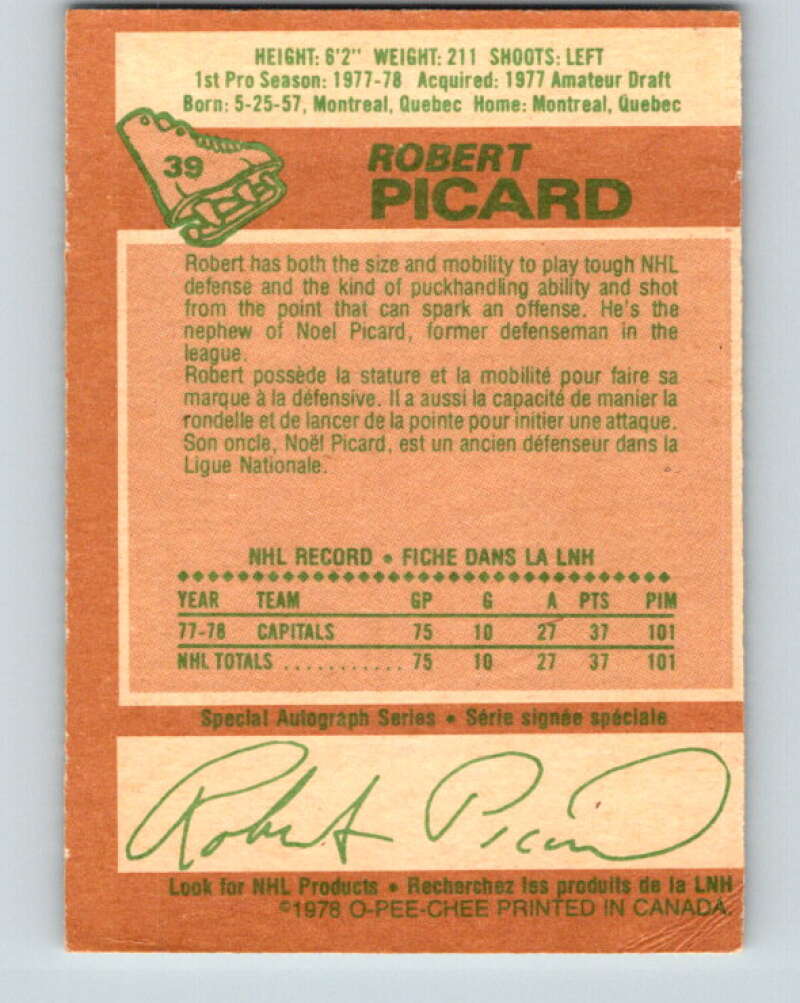 HEIGHT: 6'2" WEIGHT: 211 SHOOTS: LEFT
1st Pro Season: 1977-78 Acquired: 1977 Amateur Draft
Born: 5-25-57, Montreal, Quebec Home: Montreal, Quebec
39
ROBERT
PICARD
Robert has both the size and mobility to play tough NHL
defense and the kind of puckhandling ability and shot
from the point that can spark an offense. He's the
nephew of Noel Picard, former defenseman in the
league.
Robert possède la stature et la mobilité pour faire sa
marque à la défensive. Il a aussi la capacité de manier la
rondelle et de lancer de la pointe pour initier une attaque.
Son oncle, Noël Picard, est un ancien défenseur dans la
Ligue Nationale.
NHL RECORD • FICHE DANS LA LNH
YEAR TEAM GP G A PTS PIM
77-78 CAPITALS 75 10 27 37 101
NHL TOTALS ............ 75 10 27 37 101
Special Autograph Series • Série signée spéciale
Robert Picard
Look for NHL Products • Recherchez les produits de la LNH
©1978 O-PEE-CHEE PRINTED IN CANADA.